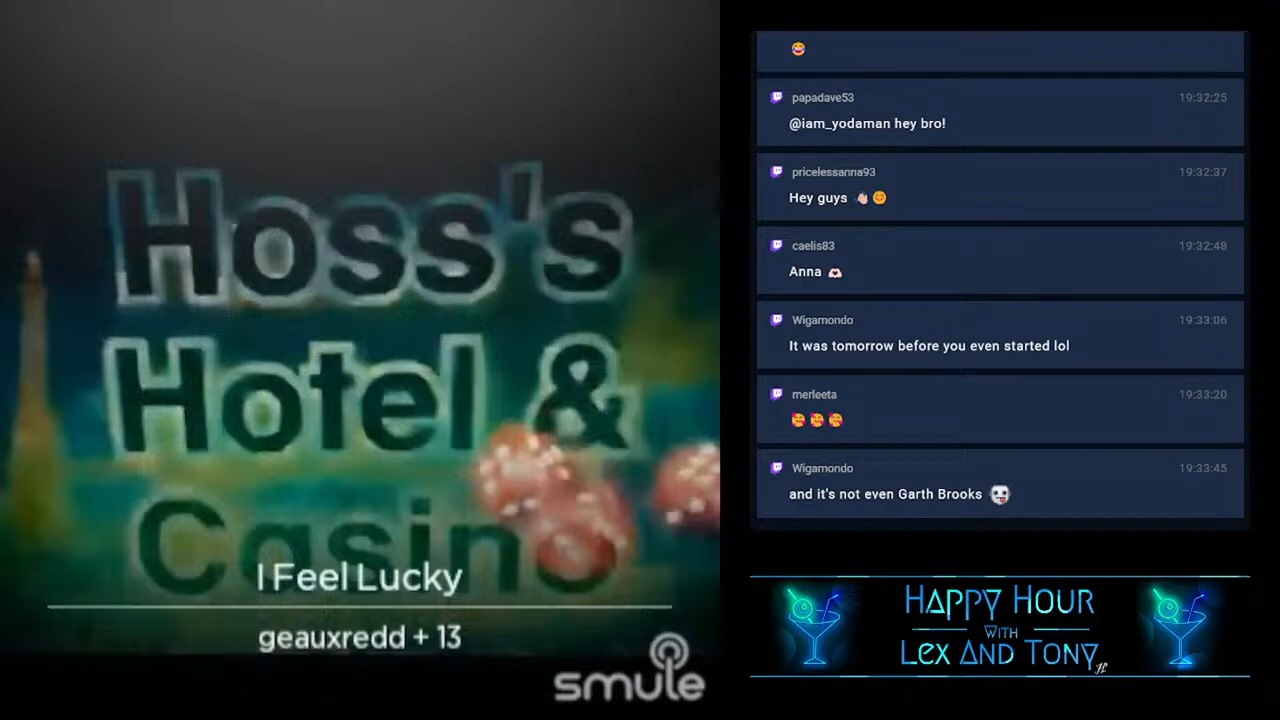 Hoss's
Hotel &
Casino
I Feel Lucky
geauxredd + 13
smule
papadave53 19:32:25
@iam_yodaman hey bro!
pricelessanna93 19:32:37
Hey guys 👋🏻😊
caelis83 19:32:48
Anna 🫶🏻
Wigamondo 19:33:06
It was tomorrow before you even started lol
merleeta 19:33:20
🥰🥰🥰
Wigamondo 19:33:45
and it's not even Garth Brooks
Happy Hour
with
Lex and Tony